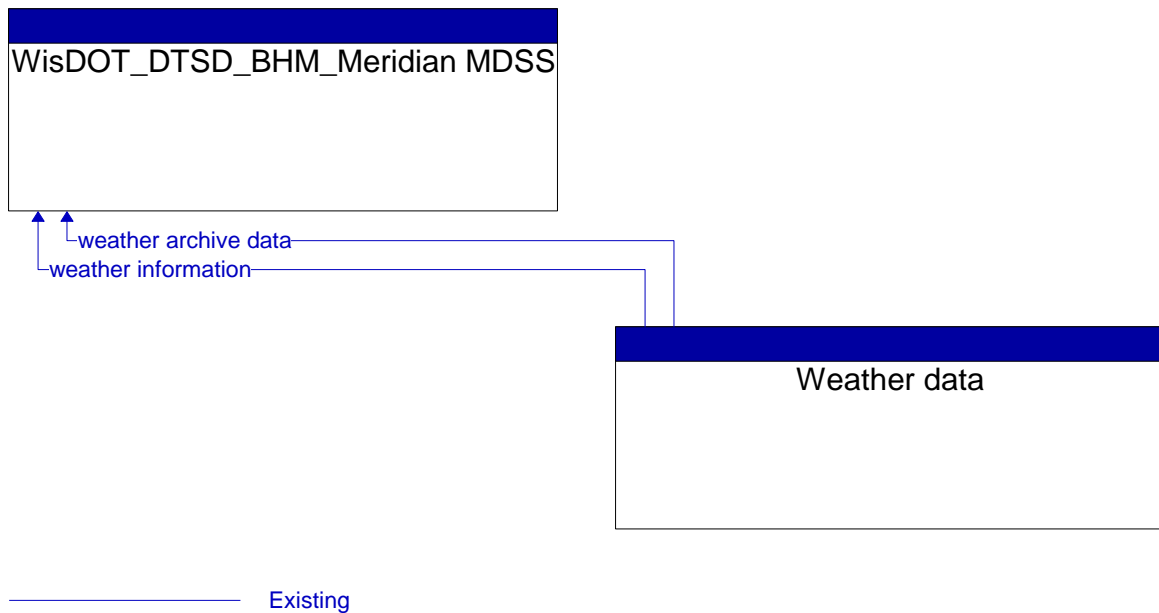 WisDOT_DTSD_BHM_Meridian MDSS
weather archive data
weather information
Weather data
Existing